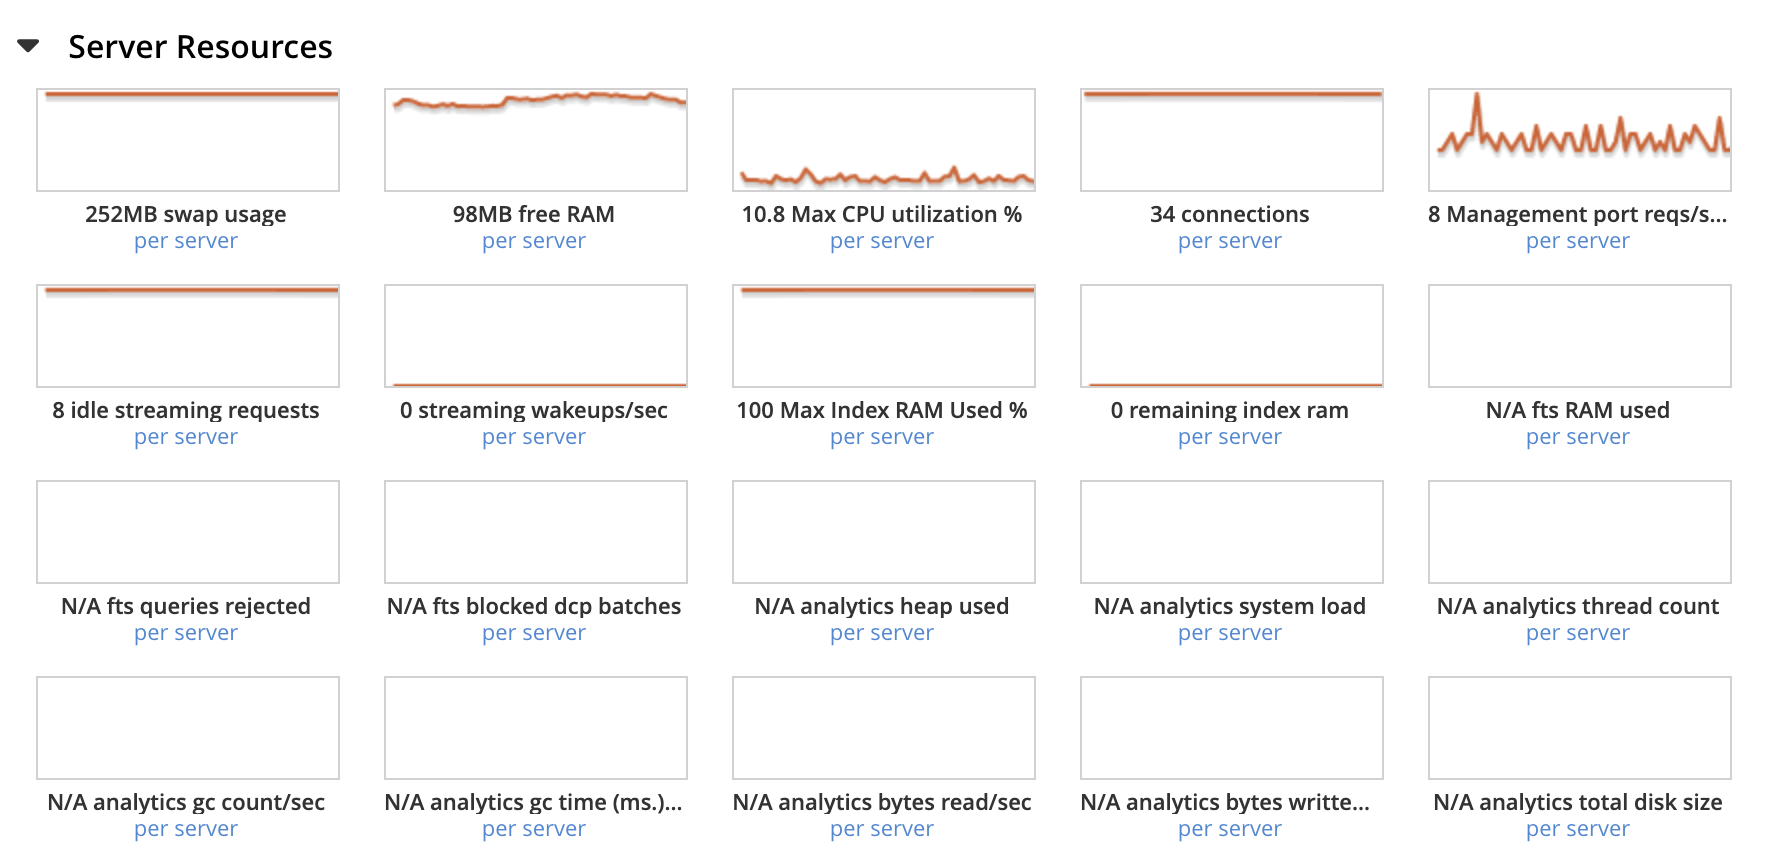 Server Resources
252MB swap usage
per server
98MB free RAM
per server
10.8 Max CPU utilization %
per server
34 connections
per server
8 Management port reqs/s...
per server
8 idle streaming requests
per server
0 streaming wakeups/sec
per server
100 Max Index RAM Used %
per server
0 remaining index ram
per server
N/A fts RAM used
per server
N/A fts queries rejected
per server
N/A fts blocked dcp batches
per server
N/A analytics heap used
per server
N/A analytics system load
per server
N/A analytics thread count
per server
N/A analytics gc count/sec
per server
N/A analytics gc time (ms.)...
per server
N/A analytics bytes read/sec
per server
N/A analytics bytes writte...
per server
N/A analytics total disk size
per server